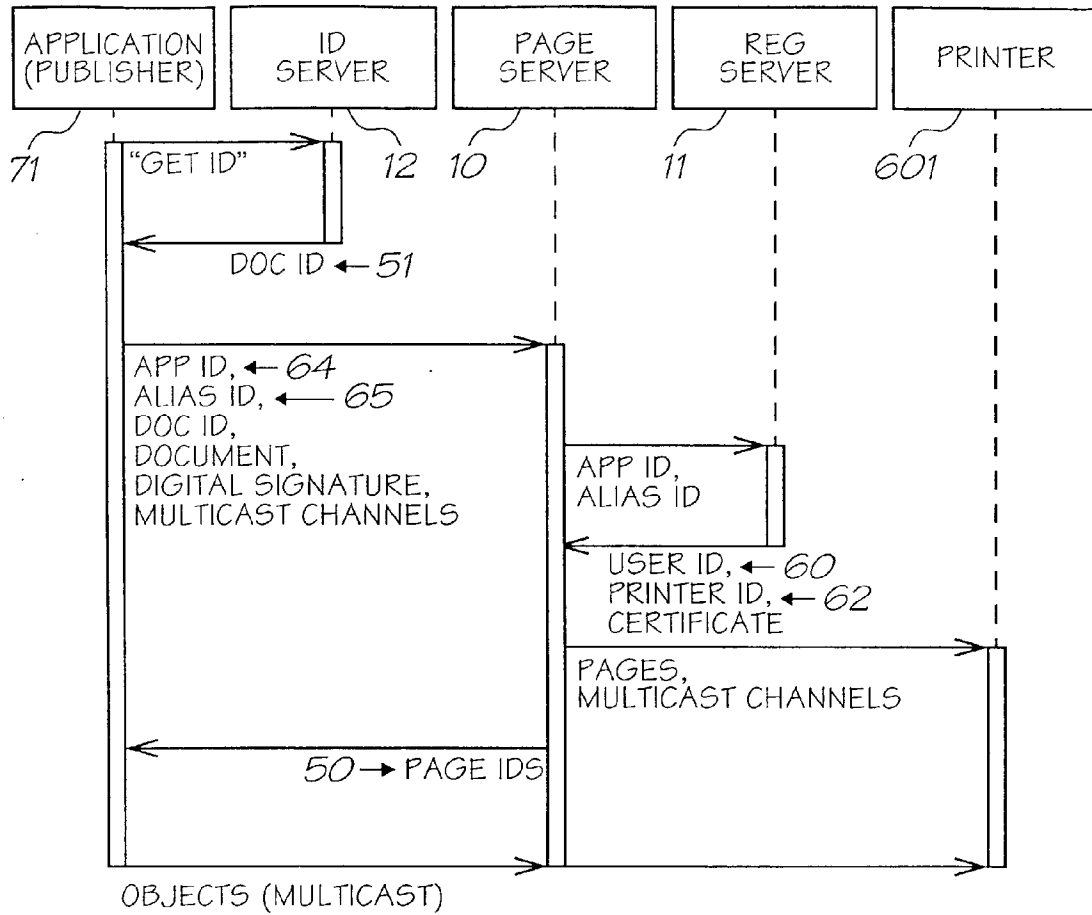 APPLICATION
(PUBLISHER)
ID
SERVER
PAGE
SERVER
REG
SERVER
PRINTER
71
12
10
11
601
"GET ID"
DOC ID 51
APP ID, 64
ALIAS ID, 65
DOC ID,
DOCUMENT,
DIGITAL SIGNATURE,
MULTICAST CHANNELS
APP ID,
ALIAS ID
USER ID, 60
PRINTER ID, 62
CERTIFICATE
PAGES,
MULTICAST CHANNELS
50 PAGE IDS
OBJECTS (MULTICAST)